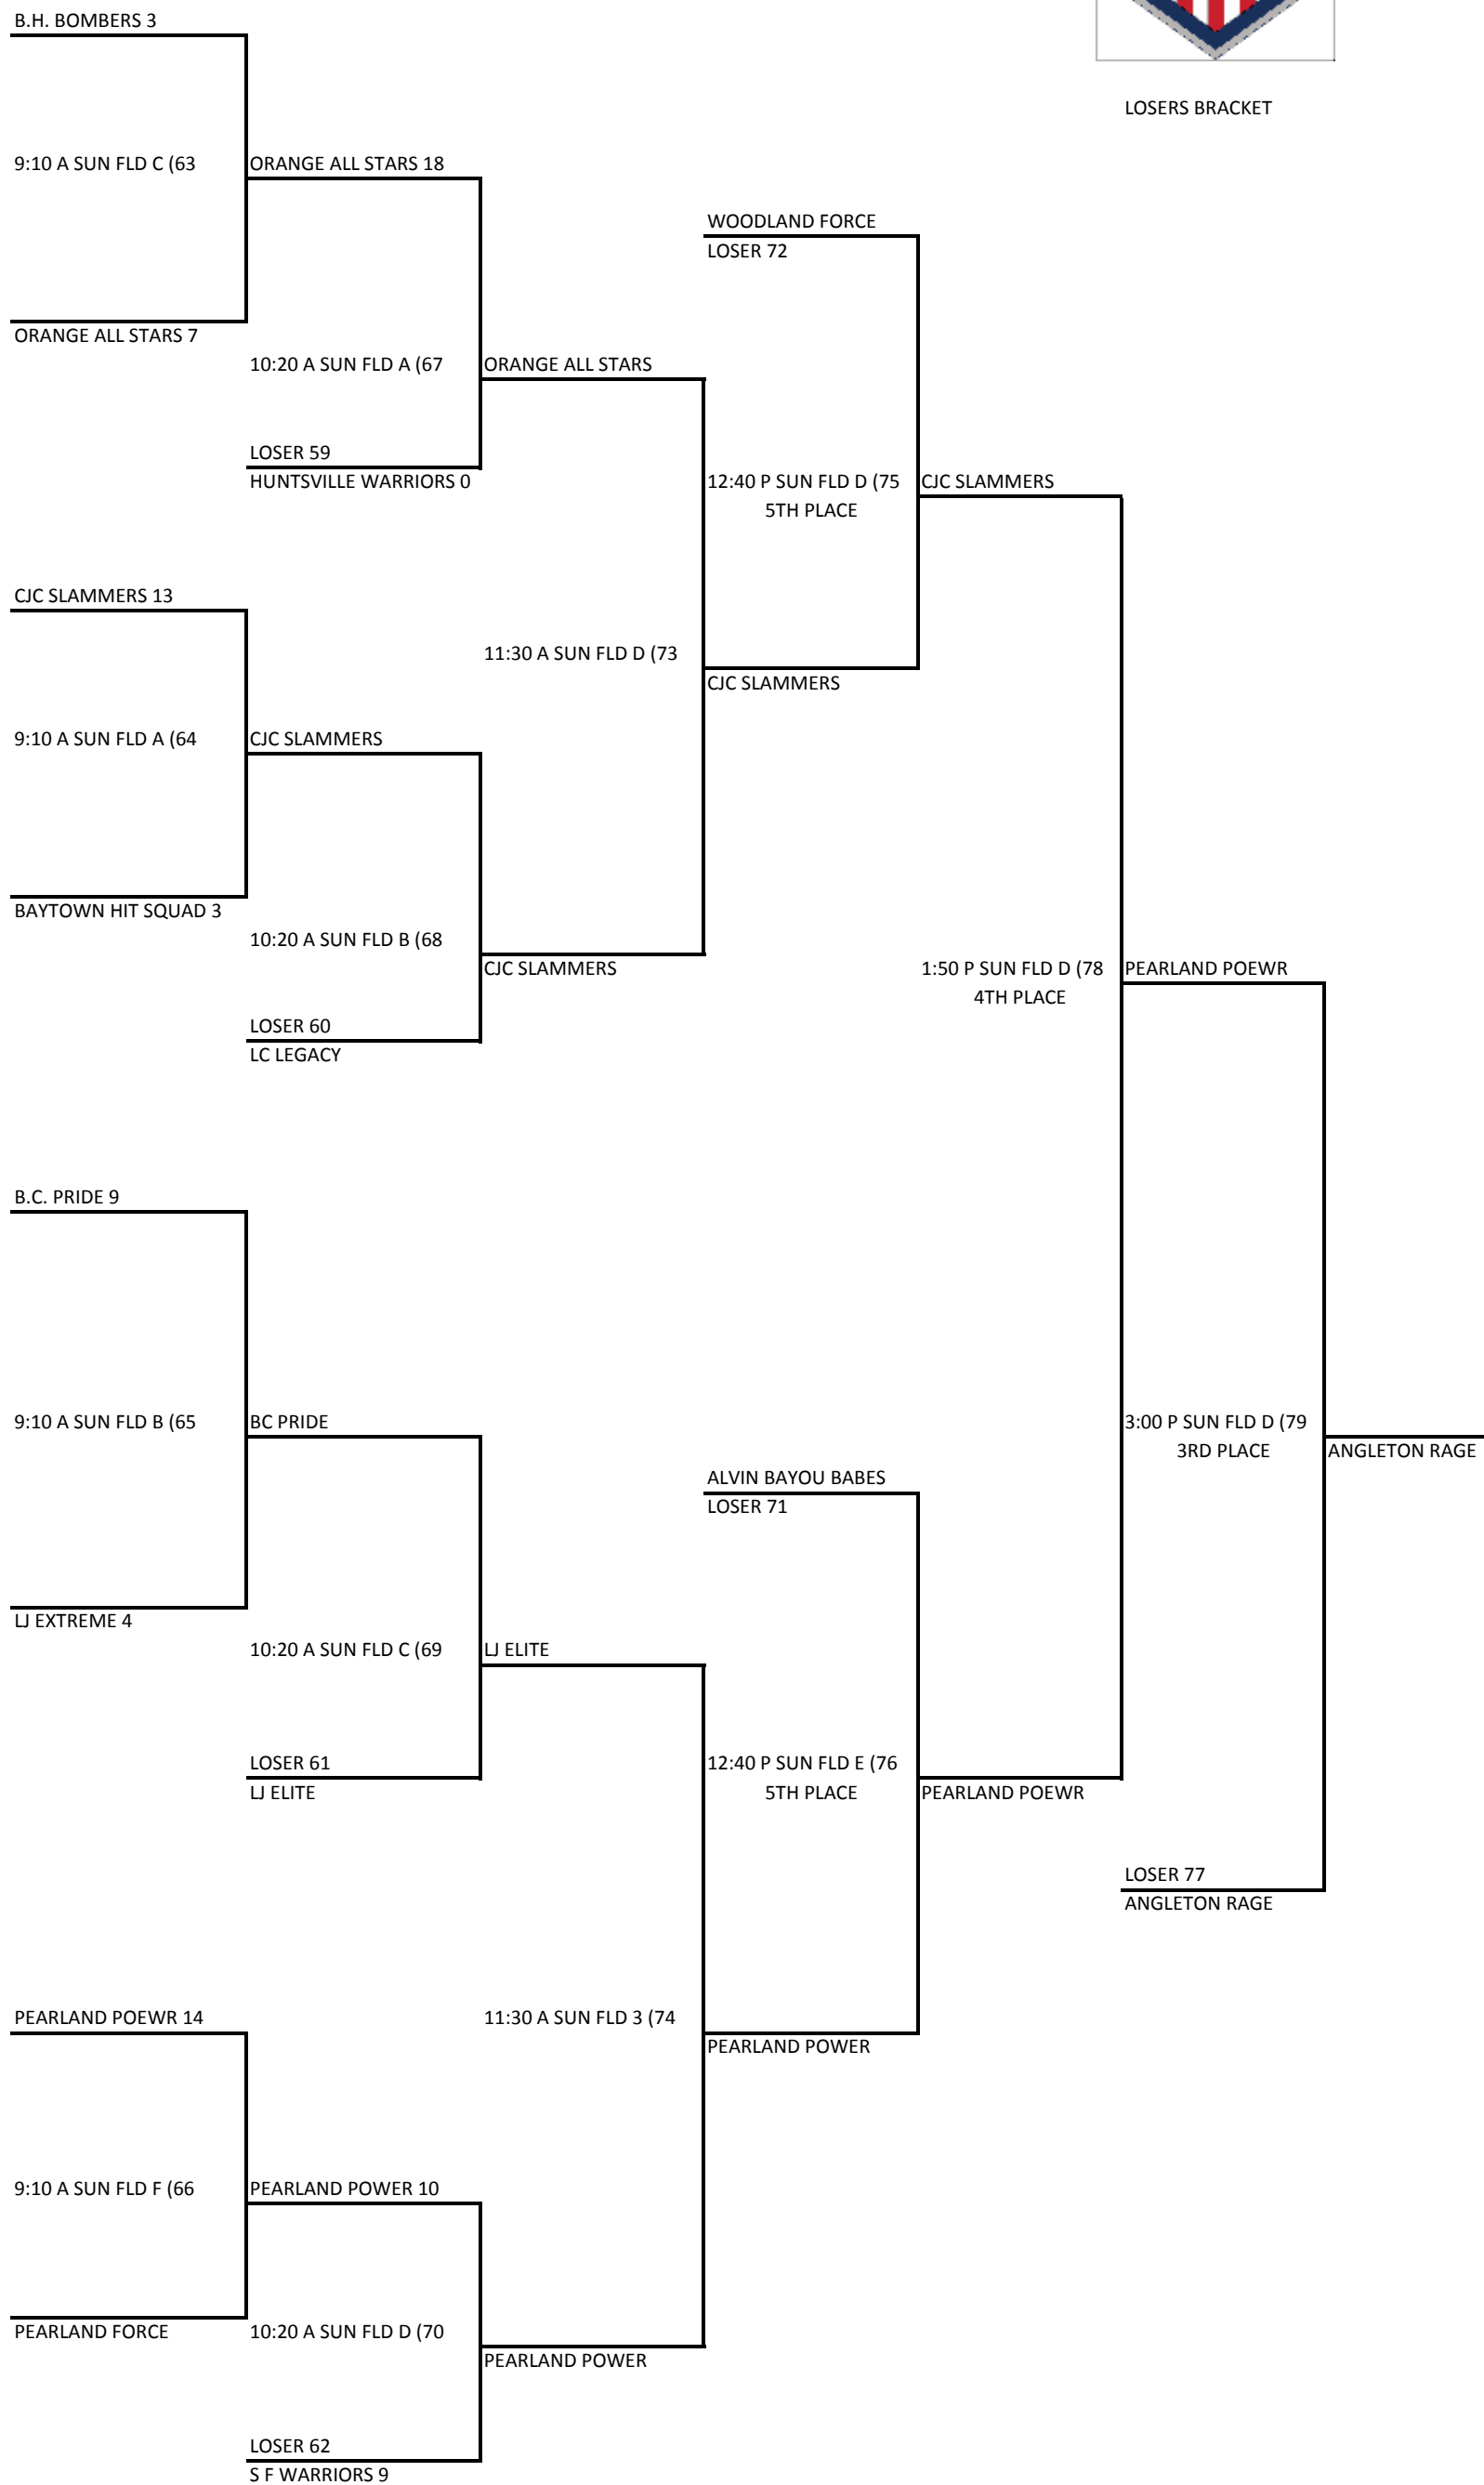 B.H. BOMBERS 3
LOSERS BRACKET
9:10 A SUN FLD C (63
ORANGE ALL STARS 18
WOODLAND FORCE
LOSER 72
ORANGE ALL STARS 7
10:20 A SUN FLD A (67
ORANGE ALL STARS
LOSER 59
HUNTSVILLE WARRIORS 0
12:40 P SUN FLD D (75
CJC SLAMMERS
5TH PLACE
CJC SLAMMERS 13
11:30 A SUN FLD D (73
CJC SLAMMERS
9:10 A SUN FLD A (64
CJC SLAMMERS
BAYTOWN HIT SQUAD 3
10:20 A SUN FLD B (68
CJC SLAMMERS
1:50 P SUN FLD D (78
PEARLAND POEWR
4TH PLACE
LOSER 60
LC LEGACY
B.C. PRIDE 9
9:10 A SUN FLD B (65
BC PRIDE
3:00 P SUN FLD D (79
3RD PLACE
ANGLETON RAGE
ALVIN BAYOU BABES
LOSER 71
LJ EXTREME 4
10:20 A SUN FLD C (69
LJ ELITE
LOSER 61
LJ ELITE
12:40 P SUN FLD E (76
5TH PLACE
PEARLAND POEWR
LOSER 77
ANGLETON RAGE
PEARLAND POEWR 14
11:30 A SUN FLD 3 (74
PEARLAND POWER
9:10 A SUN FLD F (66
PEARLAND POWER 10
PEARLAND FORCE
10:20 A SUN FLD D (70
PEARLAND POWER
LOSER 62
S F WARRIORS 9